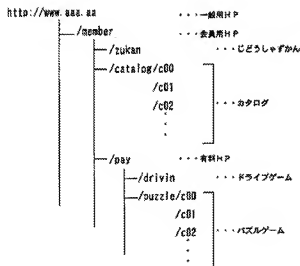 http://www.aaa.aa ・・・一般用HP
/member ・・・会員用HP
/zukan ・・・じどうしゃずかん
/catalog/c00
/c01
/c02 ・・・カタログ
・
・
・
/pay ・・・有料HP
/drivin ・・・ドライブゲーム
/puzzle/c00
/c01
/c02 ・・・パズルゲーム
・
・
・